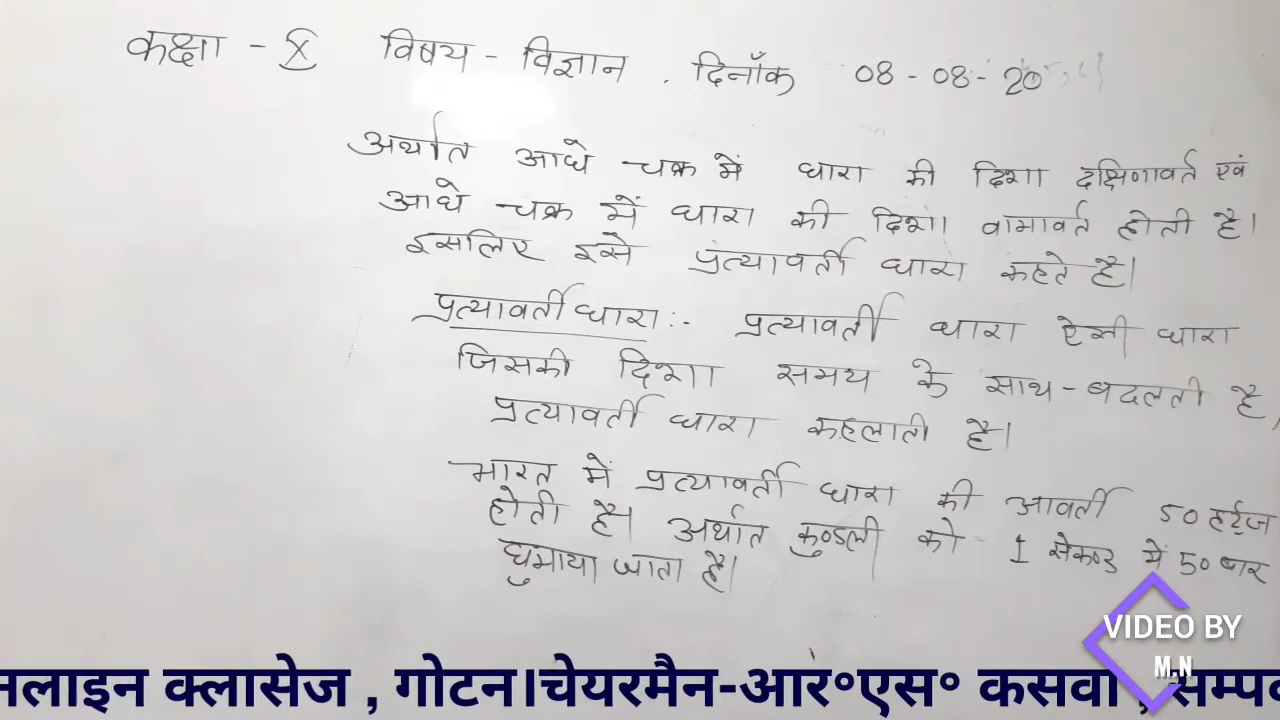 कक्षा - X विषय - विज्ञान . दिनाँक 08 - 08 - 20
अर्थात आधे चक्र में धारा की दिशा दक्षिणावर्त एवं
आधे चक्र में धारा की दिशा वामावर्त होती है।
इसलिए इसे प्रत्यावर्ती धारा कहते है।
प्रत्यावर्ती धारा :- प्रत्यावर्ती धारा ऐसी धारा
जिसकी दिशा समय के साथ - बदलती है,
प्रत्यावर्ती धारा कहलाती है।
भारत में प्रत्यावर्ती धारा की आवर्ती 50 हर्ट्ज
होती है। अर्थात कुण्डली को 1 सेकण्ड में 50 बार
घुमाया जाता है।
VIDEO BY
M.N
नलाइन क्लासेज , गोटन।चेयरमैन-आर॰एस॰ कसवा , सम्पर्क